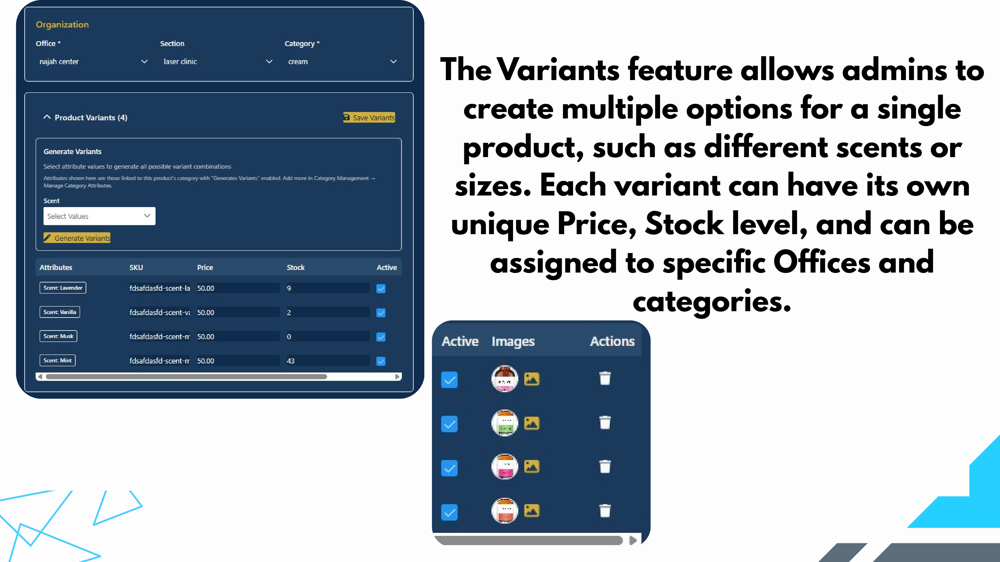 Organization
Office * Section Category *
najah center laser clinic cream
Product Variants (4) Save Variants
Generate Variants
Select attribute values to generate all possible variant combinations
Attributes shown here are those linked to this product's category with "Generates Variants" enabled. Add more in Category Management →
Manage Category Attributes.
Scent
Select Values
Generate Variants
Attributes SKU Price Stock Active
Scent: Lavender fdsafdasfd-scent-la 50.00 9
Scent: Vanilla fdsafdasfd-scent-va 50.00 2
Scent: Musk fdsafdasfd-scent-m 50.00 0
Scent: Mint fdsafdasfd-scent-m 50.00 43
The Variants feature allows admins to
create multiple options for a single
product, such as different scents or
sizes. Each variant can have its own
unique Price, Stock level, and can be
assigned to specific Offices and
categories.
Active Images Actions